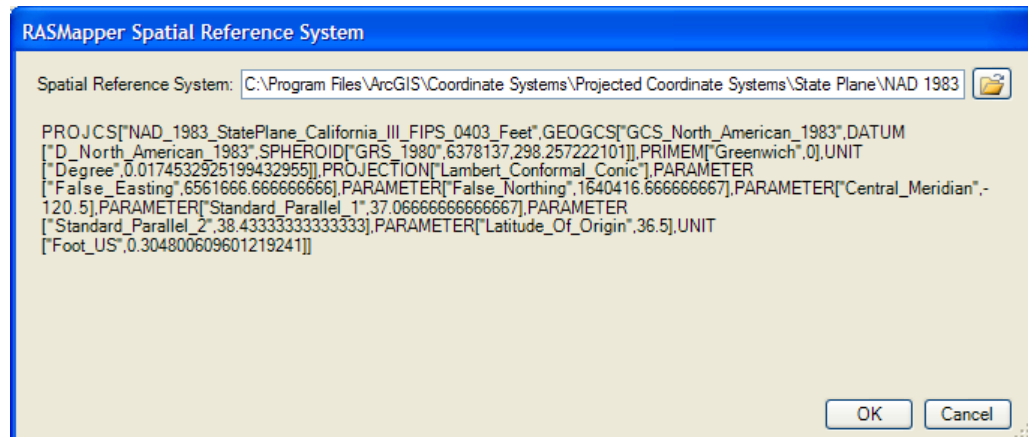 RASMapper Spatial Reference System
Spatial Reference System: C:\Program Files\ArcGIS\Coordinate Systems\Projected Coordinate Systems\State Plane\NAD 1983
PROJCS["NAD_1983_StatePlane_California_III_FIPS_0403_Feet",GEOGCS["GCS_North_American_1983",DATUM
["D_North_American_1983",SPHEROID["GRS_1980",6378137,298.257222101]],PRIMEM["Greenwich",0],UNIT
["Degree",0.0174532925199432955]],PROJECTION["Lambert_Conformal_Conic"],PARAMETER
["False_Easting",6561666.666666666],PARAMETER["False_Northing",1640416.666666667],PARAMETER["Central_Meridian",-
120.5],PARAMETER["Standard_Parallel_1",37.06666666666667],PARAMETER
["Standard_Parallel_2",38.43333333333333],PARAMETER["Latitude_Of_Origin",36.5],UNIT
["Foot_US",0.304800609601219241]]
OK Cancel